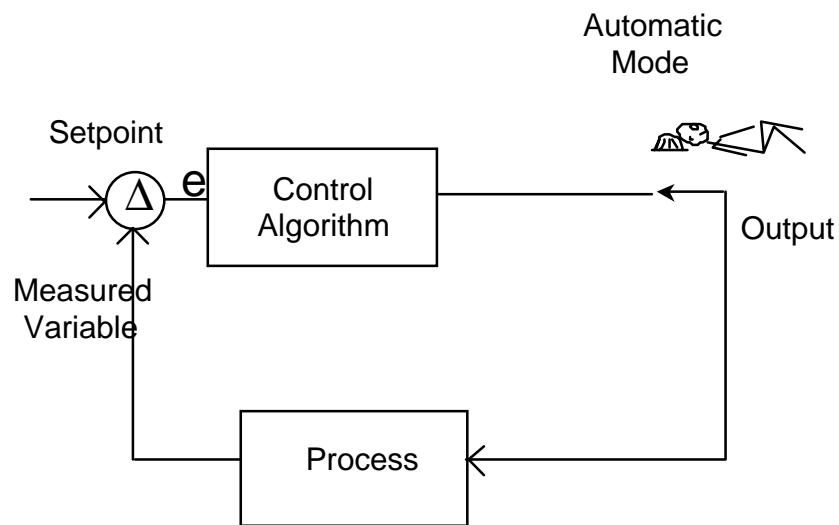 Automatic
Mode
Setpoint
Δ
e
Control
Algorithm
Output
Measured
Variable
Process